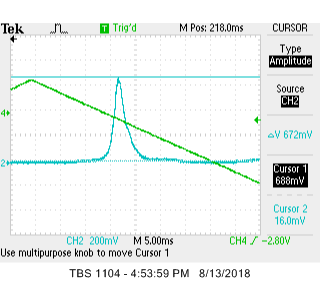 Tek T Trig'd M Pos: 218.0ms CURSOR
Type
Amplitude
Source
CH2
4
△V 672mV
2
Cursor 1
688mV
Cursor 2
16.0mV
CH2 200mV M 5.00ms CH4 ∕ -2.80V
Use multipurpose knob to move Cursor 1
TBS 1104 - 4:53:59 PM 8/13/2018